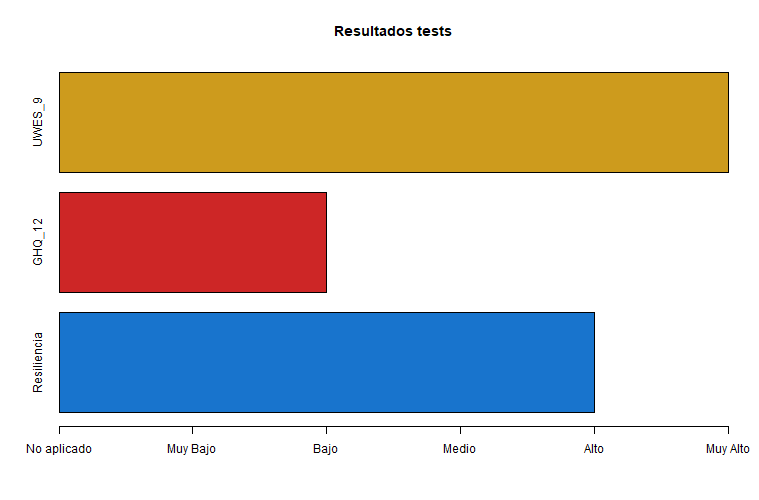 Resultados tests
UWES_9
GHQ_12
Resiliencia
No aplicado
Muy Bajo
Bajo
Medio
Alto
Muy Alto